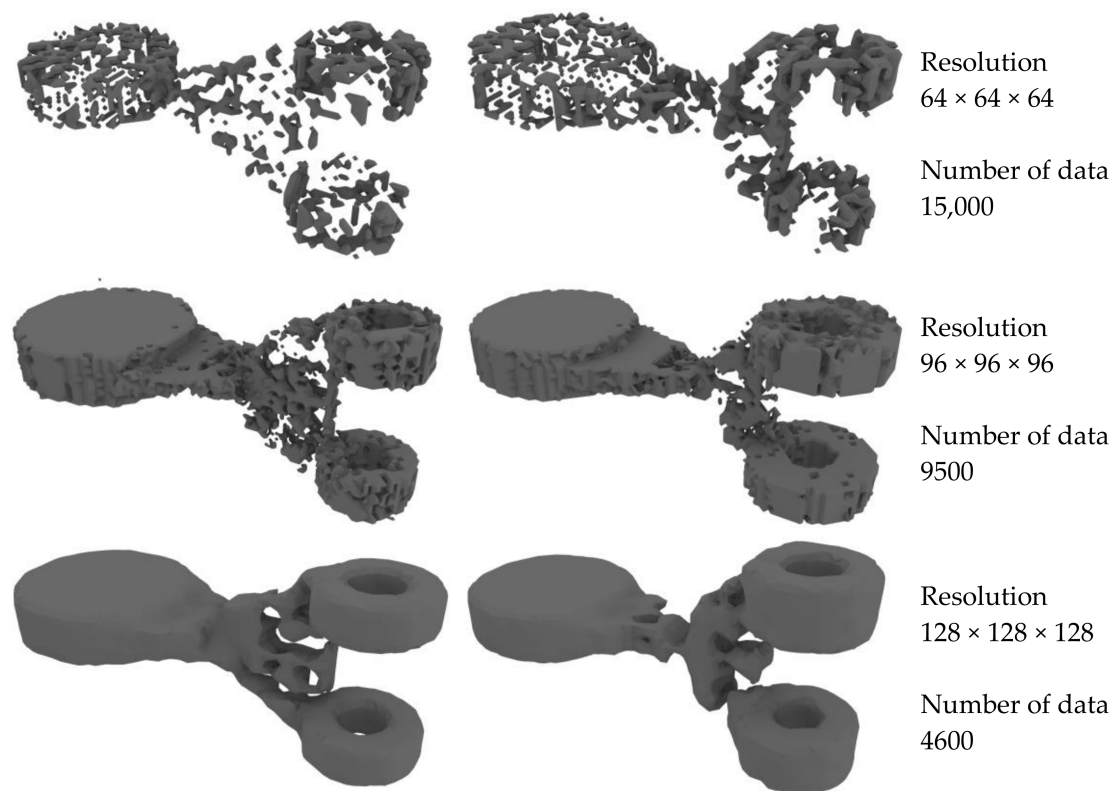 Resolution
64 × 64 × 64
Number of data
15,000
Resolution
96 × 96 × 96
Number of data
9500
Resolution
128 × 128 × 128
Number of data
4600